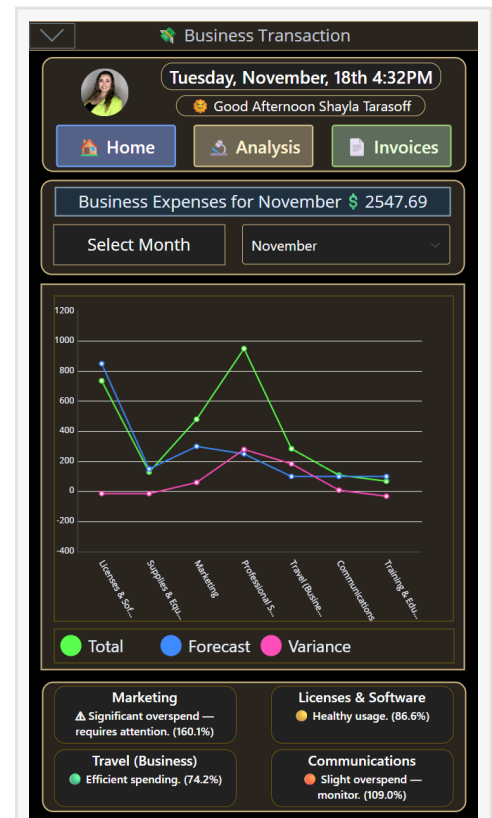 Business Transaction
Tuesday, November, 18th 4:32PM
Good Afternoon Shayla Tarasoff
Home
Analysis
Invoices
Business Expenses for November $ 2547.69
Select Month
November
1200
1000
800
600
400
200
0
-200
-400
Licenses & Sof...
Supplies & Equ...
Marketing
Professional S...
Travel (Busine...
Communications
Training & Edu...
Total
Forecast
Variance
Marketing
⚠ Significant overspend —
requires attention. (160.1%)
Licenses & Software
Healthy usage. (86.6%)
Travel (Business)
Efficient spending. (74.2%)
Communications
Slight overspend —
monitor. (109.0%)